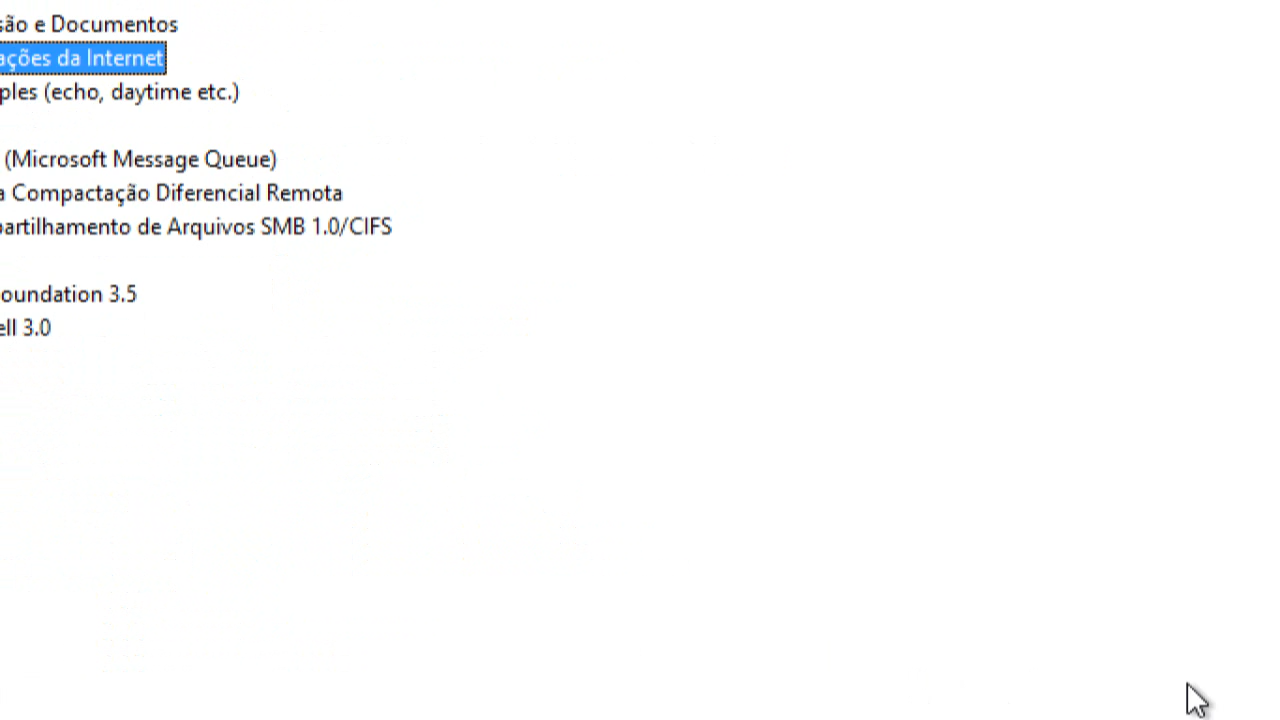 são e Documentos
ações da Internet
ples (echo, daytime etc.)
(Microsoft Message Queue)
a Compactação Diferencial Remota
partilhamento de Arquivos SMB 1.0/CIFS
oundation 3.5
ell 3.0